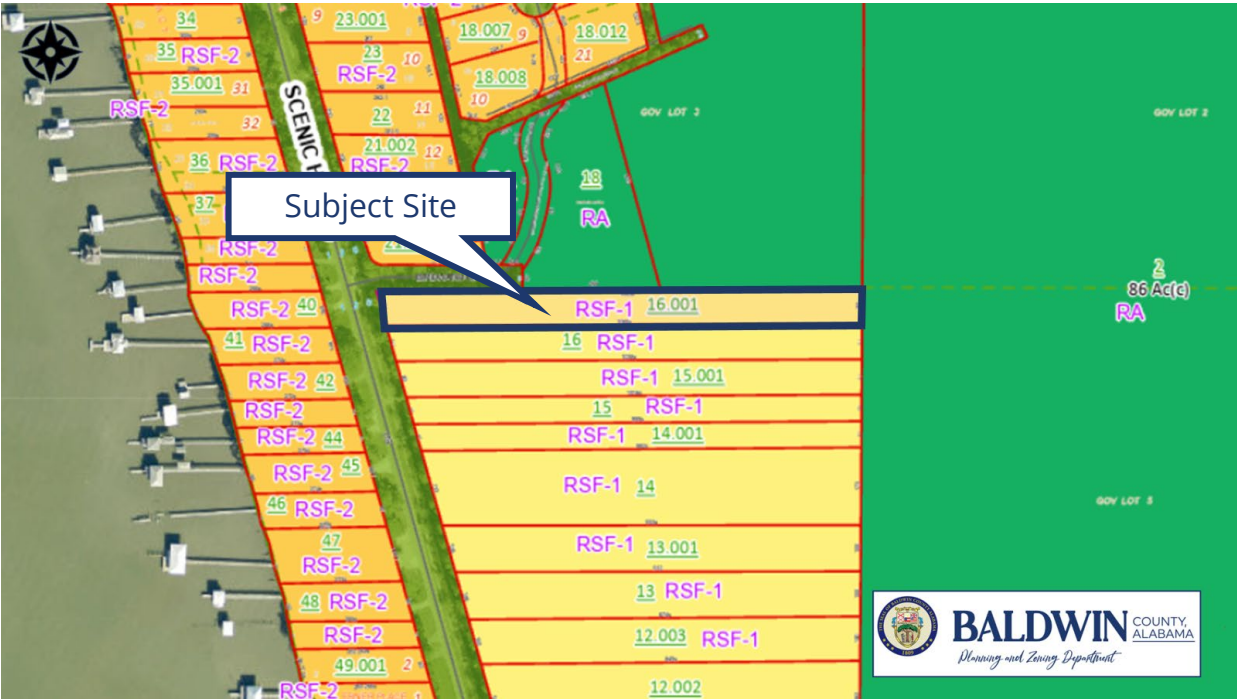 RSF-2
34
9
23.001
18.007 9
18.012
35 RSF-2
23
10
21
RSF-2
35.001 31
18.008
10
RSF-2
32
22
11
GOV LOT 3
GOV LOT 2
SCENIC H
21.002 12
36 RSF-2
RSF-2
18
RA
37
Subject Site
RSF-2
RSF-2
2
86 Ac(c)
RA
RSF-2 40
RSF-1 16.001
41 RSF-2
16 RSF-1
RSF-2 42
RSF-1 15.001
RSF-2
15 RSF-1
RSF-2 44
RSF-1 14.001
RSF-2 45
RSF-1 14
46 RSF-2
GOV LOT 5
47
RSF-2
RSF-1 13.001
48 RSF-2
13 RSF-1
RSF-2
12.003 RSF-1
49.001 2
RSF-2
1
12.002
BALDWIN COUNTY, ALABAMA
Planning and Zoning Department